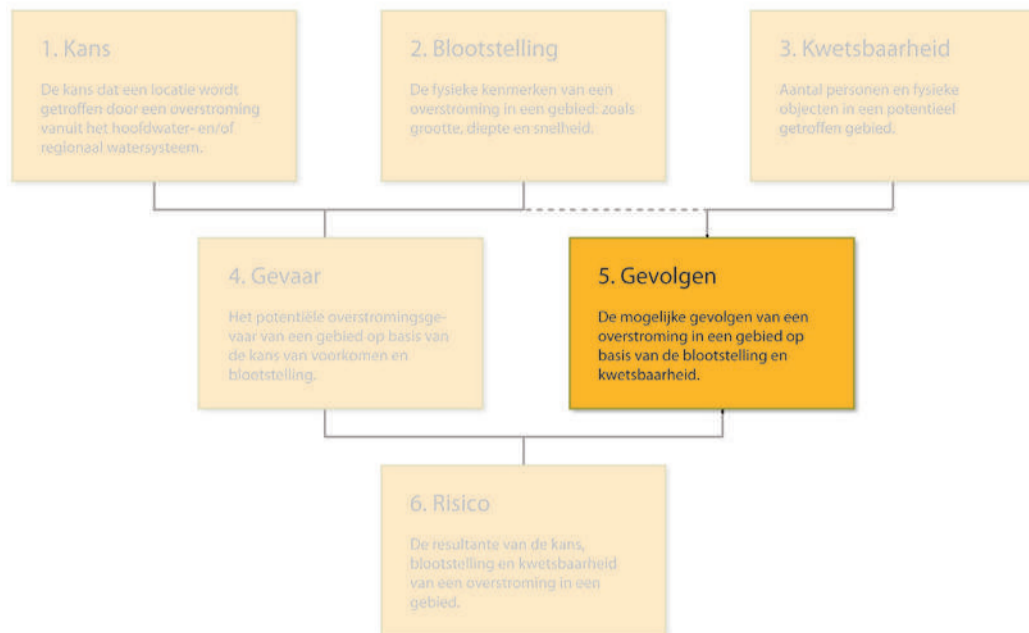 1. Kans
De kans dat een locatie wordt
getroffen door een overstroming
vanuit het hoofdwater- en/of
regionaal watersysteem.
2. Blootstelling
De fysieke kenmerken van een
overstroming in een gebied: zoals
grootte, diepte en snelheid.
3. Kwetsbaarheid
Aantal personen en fysieke
objecten in een potentieel
getroffen gebied.
4. Gevaar
Het potentiële overstromingsge-
vaar van een gebied op basis van
de kans van voorkomen en
blootstelling.
5. Gevolgen
De mogelijke gevolgen van een
overstroming in een gebied op
basis van de blootstelling en
kwetsbaarheid.
6. Risico
De resultante van de kans,
blootstelling en kwetsbaarheid
van een overstroming in een
gebied.